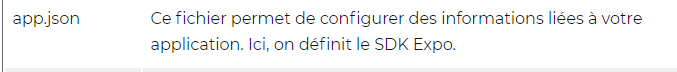 app.json Ce fichier permet de configurer des informations liées à votre
application. Ici, on définit le SDK Expo.